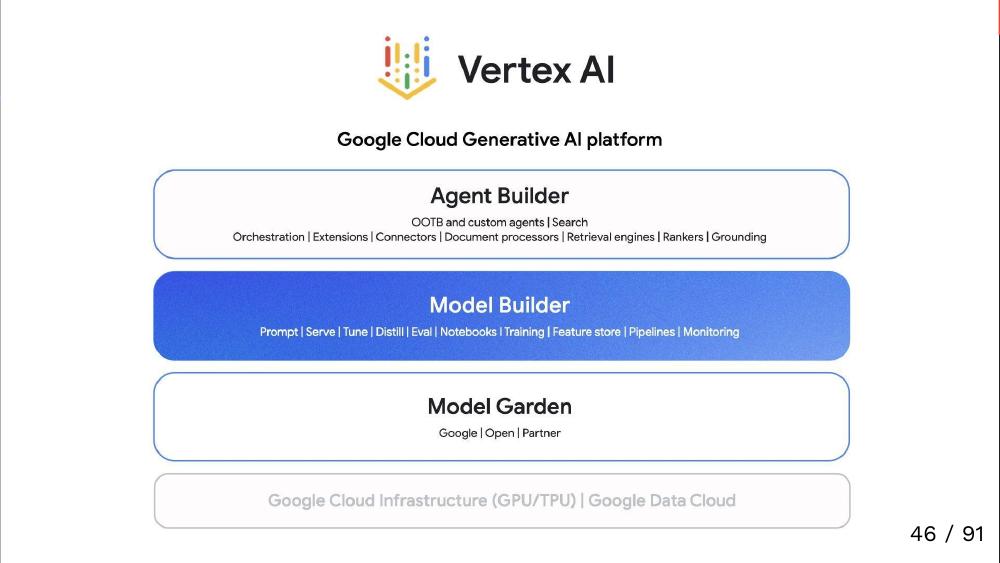 Vertex AI
Google Cloud Generative AI platform
Agent Builder
OOTB and custom agents | Search
Orchestration | Extensions | Connectors | Document processors | Retrieval engines | Rankers | Grounding
Model Builder
Prompt | Serve | Tune | Distill | Eval | Notebooks | Training | Feature store | Pipelines | Monitoring
Model Garden
Google | Open | Partner
Google Cloud Infrastructure (GPU/TPU) | Google Data Cloud
46 / 91